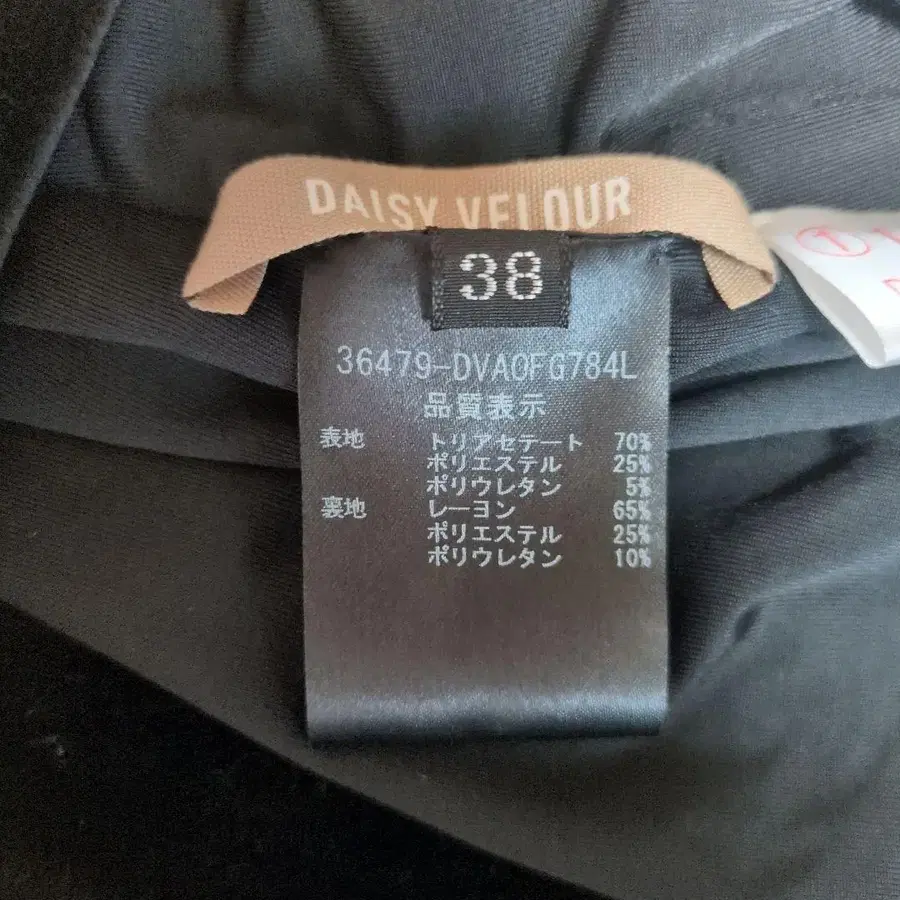 DAISY VELOUR
38
36479-DVA0FG784L
品質表示
表地 トリアセテート 70%
ポリエステル 25%
ポリウレタン 5%
裏地 レーヨン 65%
ポリエステル 25%
ポリウレタン 10%
①